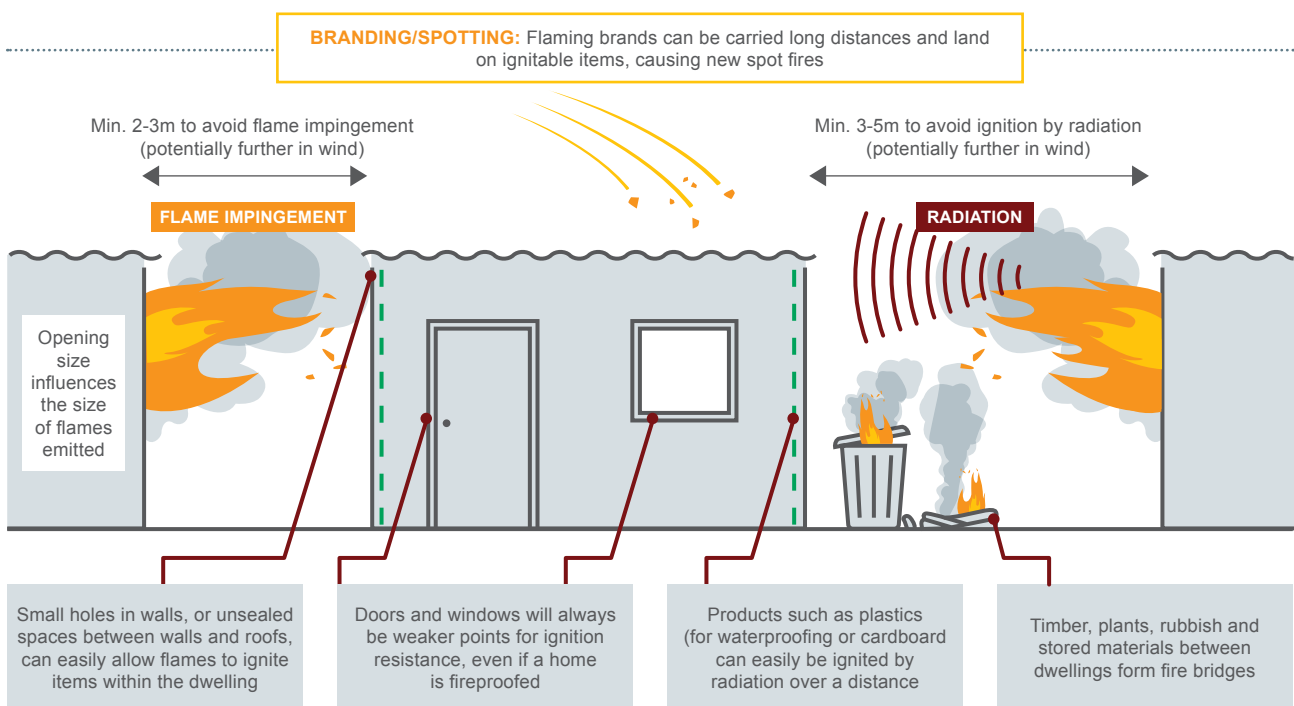 BRANDING/SPOTTING: Flaming brands can be carried long distances and land
on ignitable items, causing new spot fires
Min. 2-3m to avoid flame impingement
(potentially further in wind)
Min. 3-5m to avoid ignition by radiation
(potentially further in wind)
FLAME IMPINGEMENT
RADIATION
Opening
size
influences
the size
of flames
emitted
Small holes in walls, or unsealed
spaces between walls and roofs,
can easily allow flames to ignite
items within the dwelling
Doors and windows will always
be weaker points for ignition
resistance, even if a home
is fireproofed
Products such as plastics
(for waterproofing or cardboard
can easily be ignited by
radiation over a distance
Timber, plants, rubbish and
stored materials between
dwellings form fire bridges